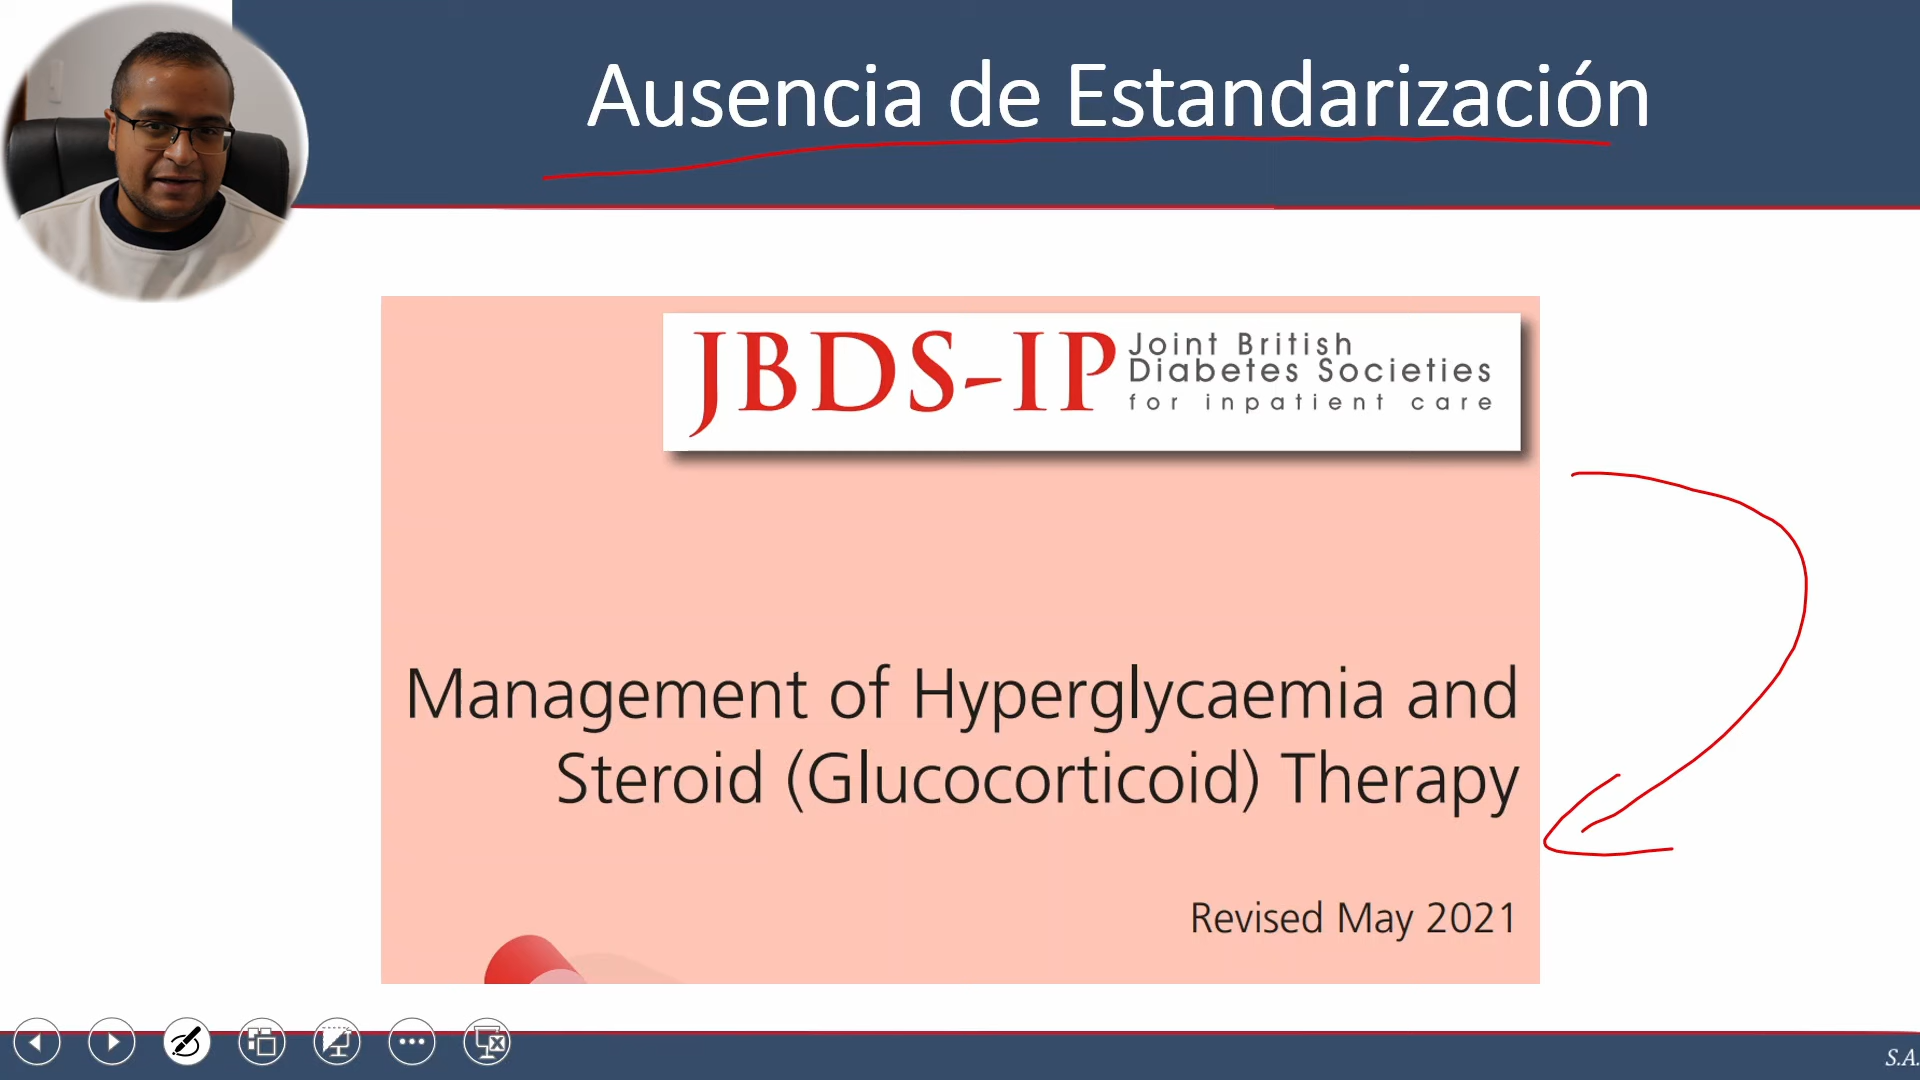 Ausencia de Estandarización
JBDS-IP
Joint British
Diabetes Societies
for inpatient care
Management of Hyperglycaemia and
Steroid (Glucocorticoid) Therapy
Revised May 2021
S.A.